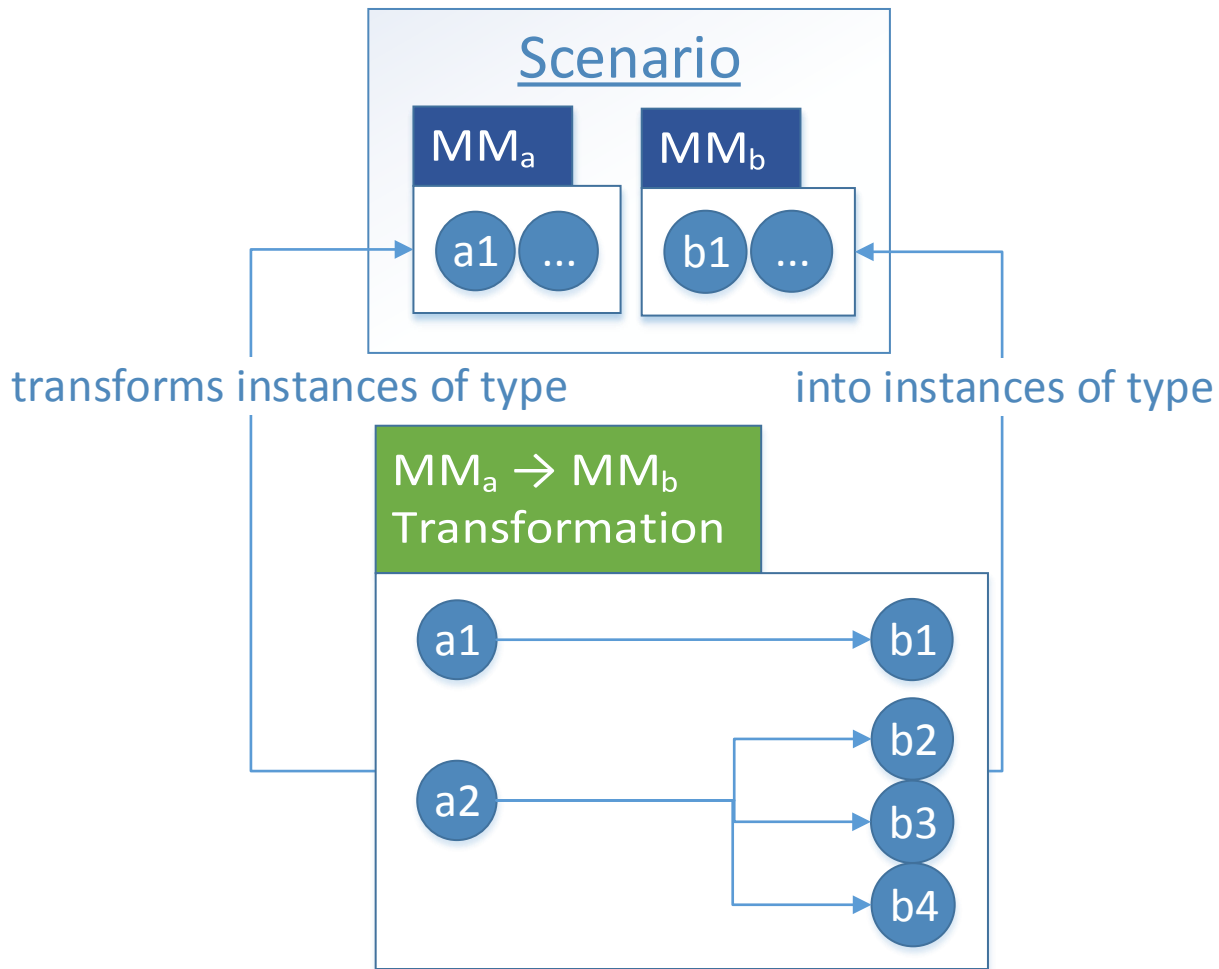 Scenario
MMa
MMb
a1
...
b1
...
transforms instances of type
into instances of type
MMa → MMb
Transformation
a1
b1
b2
a2
b3
b4